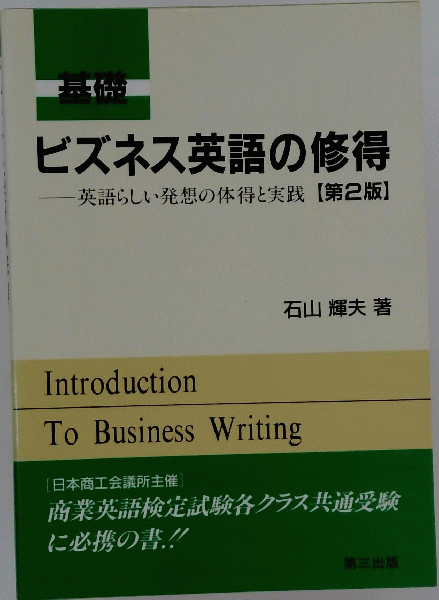 基礎
ビズネス英語の修得
──英語らしい発想の体得と実践【第2版】
石山 輝夫 著
Introduction
To Business Writing
[日本商工会議所主催]
商業英語検定試験各クラス共通受験
に必携の書!!
第三出版